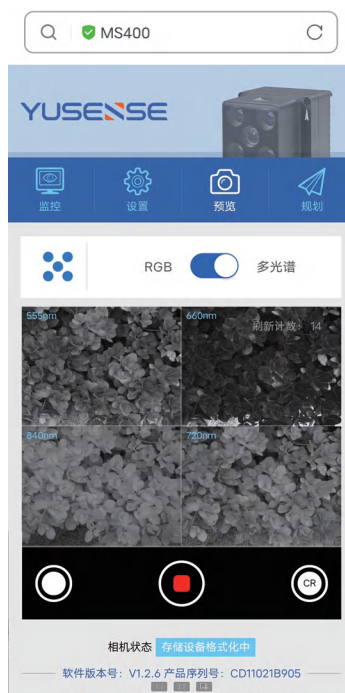 MS400
YUSENSE
监控 设置 预览 规划
RGB 多光谱
555nm 660nm
刷新计数： 14
840nm 720nm
CR
相机状态 存储设备格式化中
软件版本号：V1.2.6 产品序列号：CD11021B905